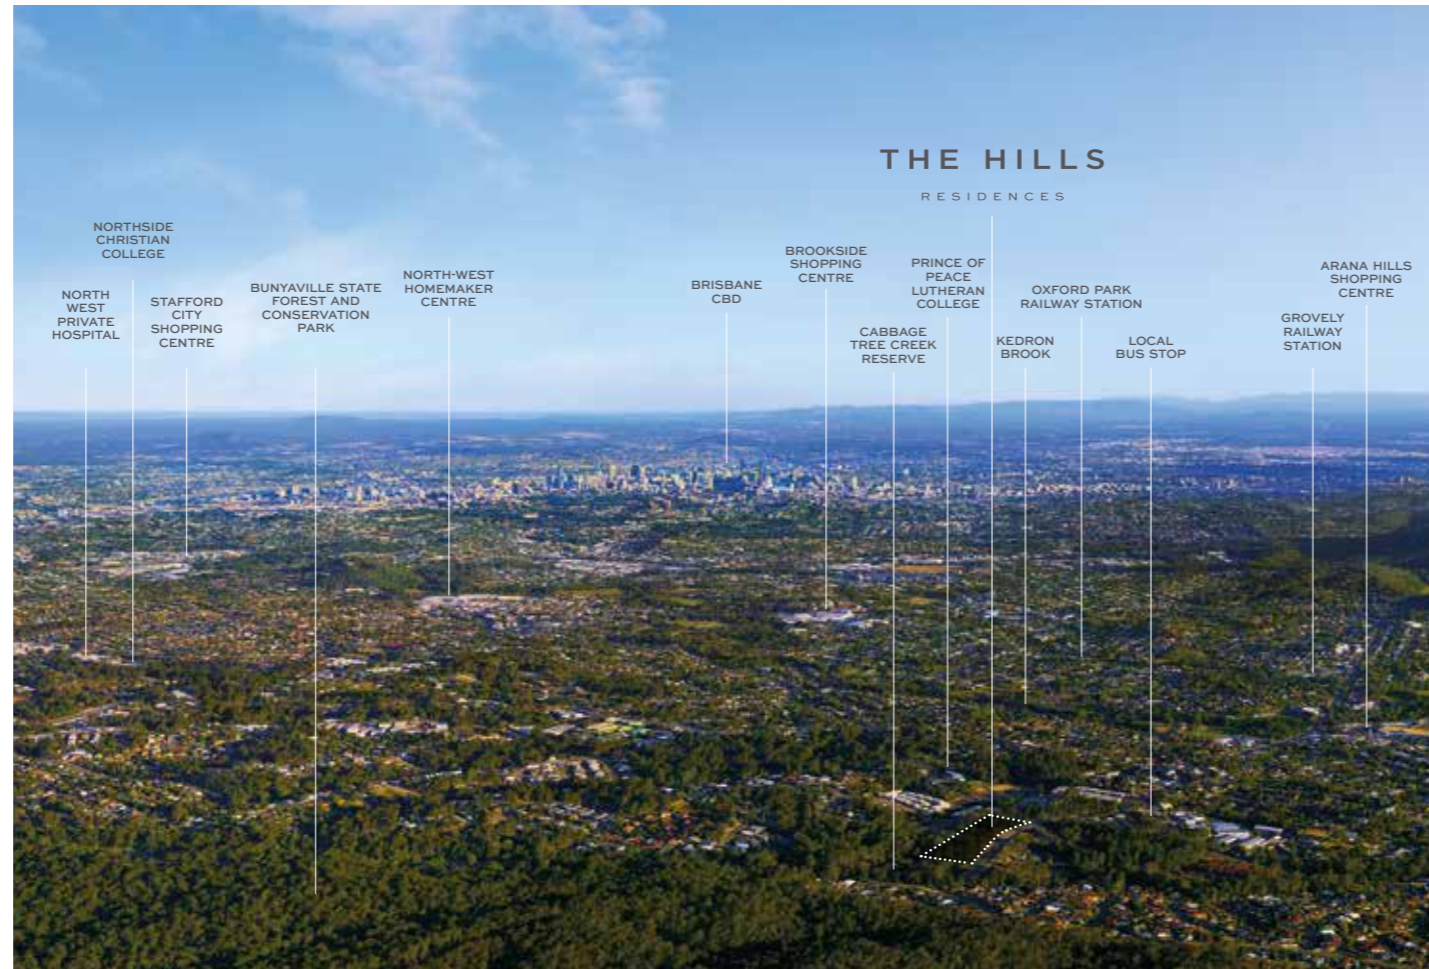 THE HILLS
RESIDENCES
NORTHSIDE
CHRISTIAN
COLLEGE
NORTH
WEST
PRIVATE
HOSPITAL
STAFFORD
CITY
SHOPPING
CENTRE
BUNYAVILLE STATE
FOREST AND
CONSERVATION
PARK
NORTH-WEST
HOMEMAKER
CENTRE
BRISBANE
CBD
BROOKSIDE
SHOPPING
CENTRE
CABBAGE
TREE CREEK
RESERVE
PRINCE OF
PEACE
LUTHERAN
COLLEGE
KEDRON
BROOK
OXFORD PARK
RAILWAY STATION
LOCAL
BUS STOP
GROVELY
RAILWAY
STATION
ARANA HILLS
SHOPPING
CENTRE